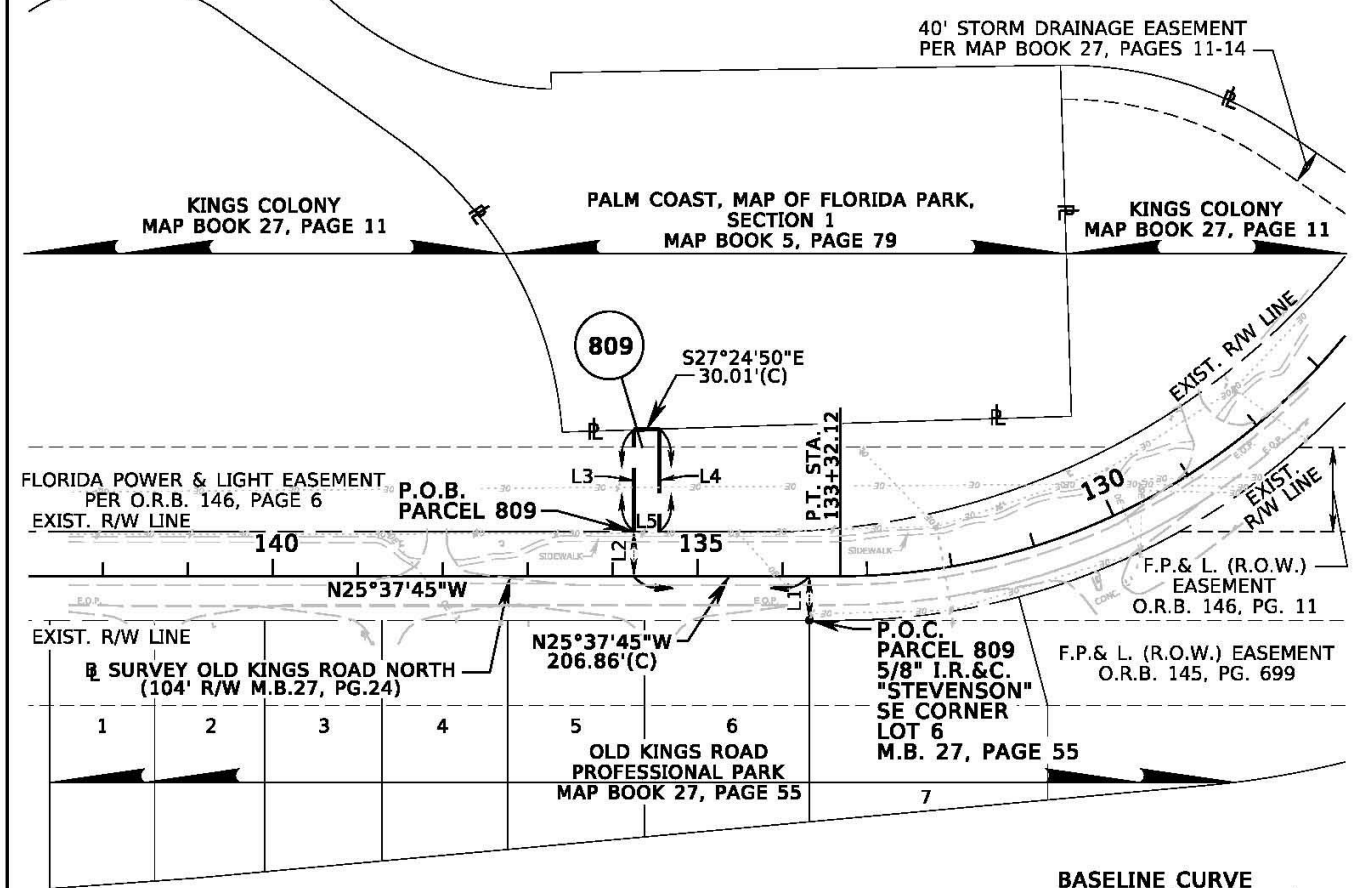 40' STORM DRAINAGE EASEMENT
PER MAP BOOK 27, PAGES 11-14
KINGS COLONY
MAP BOOK 27, PAGE 11
PALM COAST, MAP OF FLORIDA PARK,
SECTION 1
MAP BOOK 5, PAGE 79
KINGS COLONY
MAP BOOK 27, PAGE 11
EXIST. R/W LINE
809
S27°24'50"E
30.01'(C)
P.T. STA.
133+32.12
FLORIDA POWER & LIGHT EASEMENT
PER O.R.B. 146, PAGE 6
EXIST. R/W LINE
P.O.B.
PARCEL 809
L3
L4
L5
L2
L1
130
EXIST.
R/W LINE
140
135
SIDEWALK
SIDEWALK
N25°37'45"W
F.P.& L. (R.O.W.)
EASEMENT
O.R.B. 146, PG. 11
E.O.P.
E.O.P.
E.O.P.
E.O.P.
CONC.
EXIST. R/W LINE
N25°37'45"W
206.86'(C)
P.O.C.
PARCEL 809
5/8" I.R.&C.
"STEVENSON"
SE CORNER
LOT 6
M.B. 27, PAGE 55
F.P.& L. (R.O.W.) EASEMENT
O.R.B. 145, PG. 699
SURVEY OLD KINGS ROAD NORTH
(104' R/W M.B.27, PG.24)
1
2
3
4
5
6
OLD KINGS ROAD
PROFESSIONAL PARK
MAP BOOK 27, PAGE 55
7
BASELINE CURVE